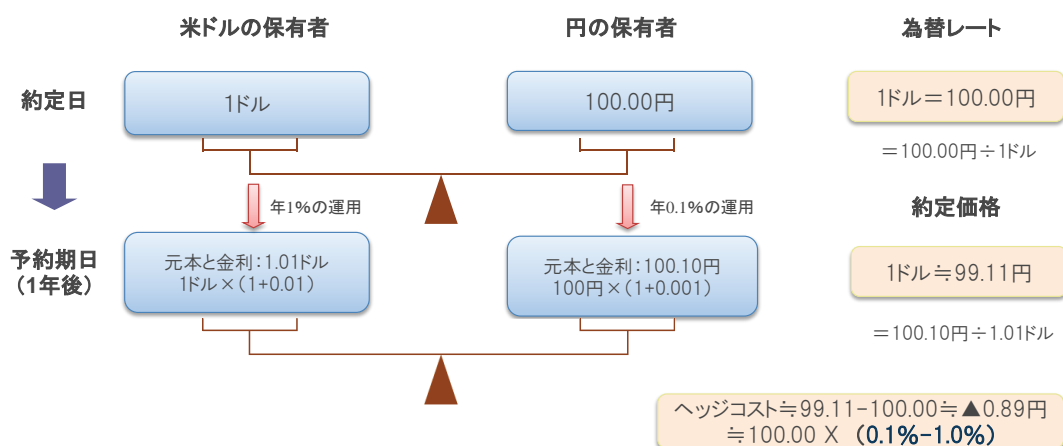 米ドルの保有者
円の保有者
為替レート
約定日
1ドル
100.00円
1ドル＝100.00円
＝100.00円÷1ドル
年1%の運用
年0.1%の運用
約定価格
予約期日
（1年後）
元本と金利：1.01ドル
1ドル×（1+0.01）
元本と金利：100.10円
100円×（1+0.001）
1ドル≒99.11円
＝100.10円÷1.01ドル
ヘッジコスト≒99.11-100.00≒▲0.89円
≒100.00 X （0.1%-1.0%）